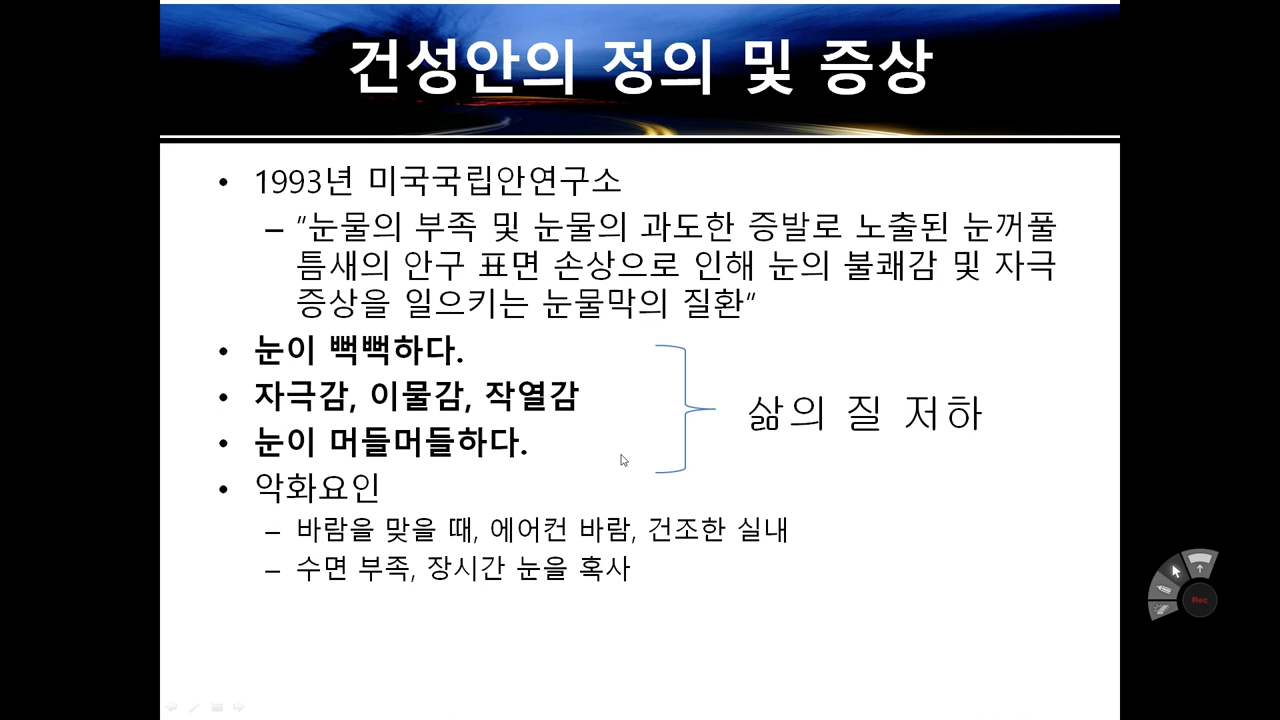 건성안의 정의 및 증상
• 1993년 미국국립안연구소
– "눈물의 부족 및 눈물의 과도한 증발로 노출된 눈꺼풀
틈새의 안구 표면 손상으로 인해 눈의 불쾌감 및 자극
증상을 일으키는 눈물막의 질환"
• 눈이 뻑뻑하다.
• 자극감, 이물감, 작열감
• 눈이 머들머들하다.
삶의 질 저하
• 악화요인
– 바람을 맞을 때, 에어컨 바람, 건조한 실내
– 수면 부족, 장시간 눈을 혹사
Rec